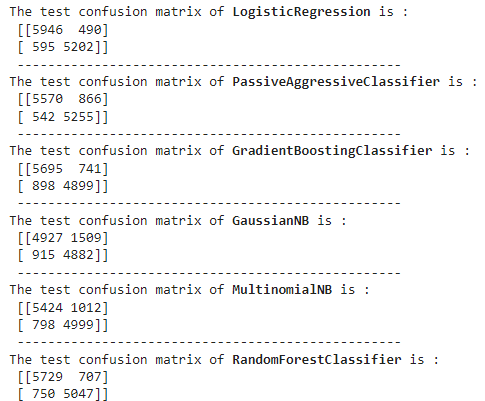 The test confusion matrix of LogisticRegression is :
[[5946  490]
[ 595 5202]]
--------------------------------------------------
The test confusion matrix of PassiveAggressiveClassifier is :
[[5570  866]
[ 542 5255]]
--------------------------------------------------
The test confusion matrix of GradientBoostingClassifier is :
[[5695  741]
[ 898 4899]]
--------------------------------------------------
The test confusion matrix of GaussianNB is :
[[4927 1509]
[ 915 4882]]
--------------------------------------------------
The test confusion matrix of MultinomialNB is :
[[5424 1012]
[ 798 4999]]
--------------------------------------------------
The test confusion matrix of RandomForestClassifier is :
[[5729  707]
[ 750 5047]]